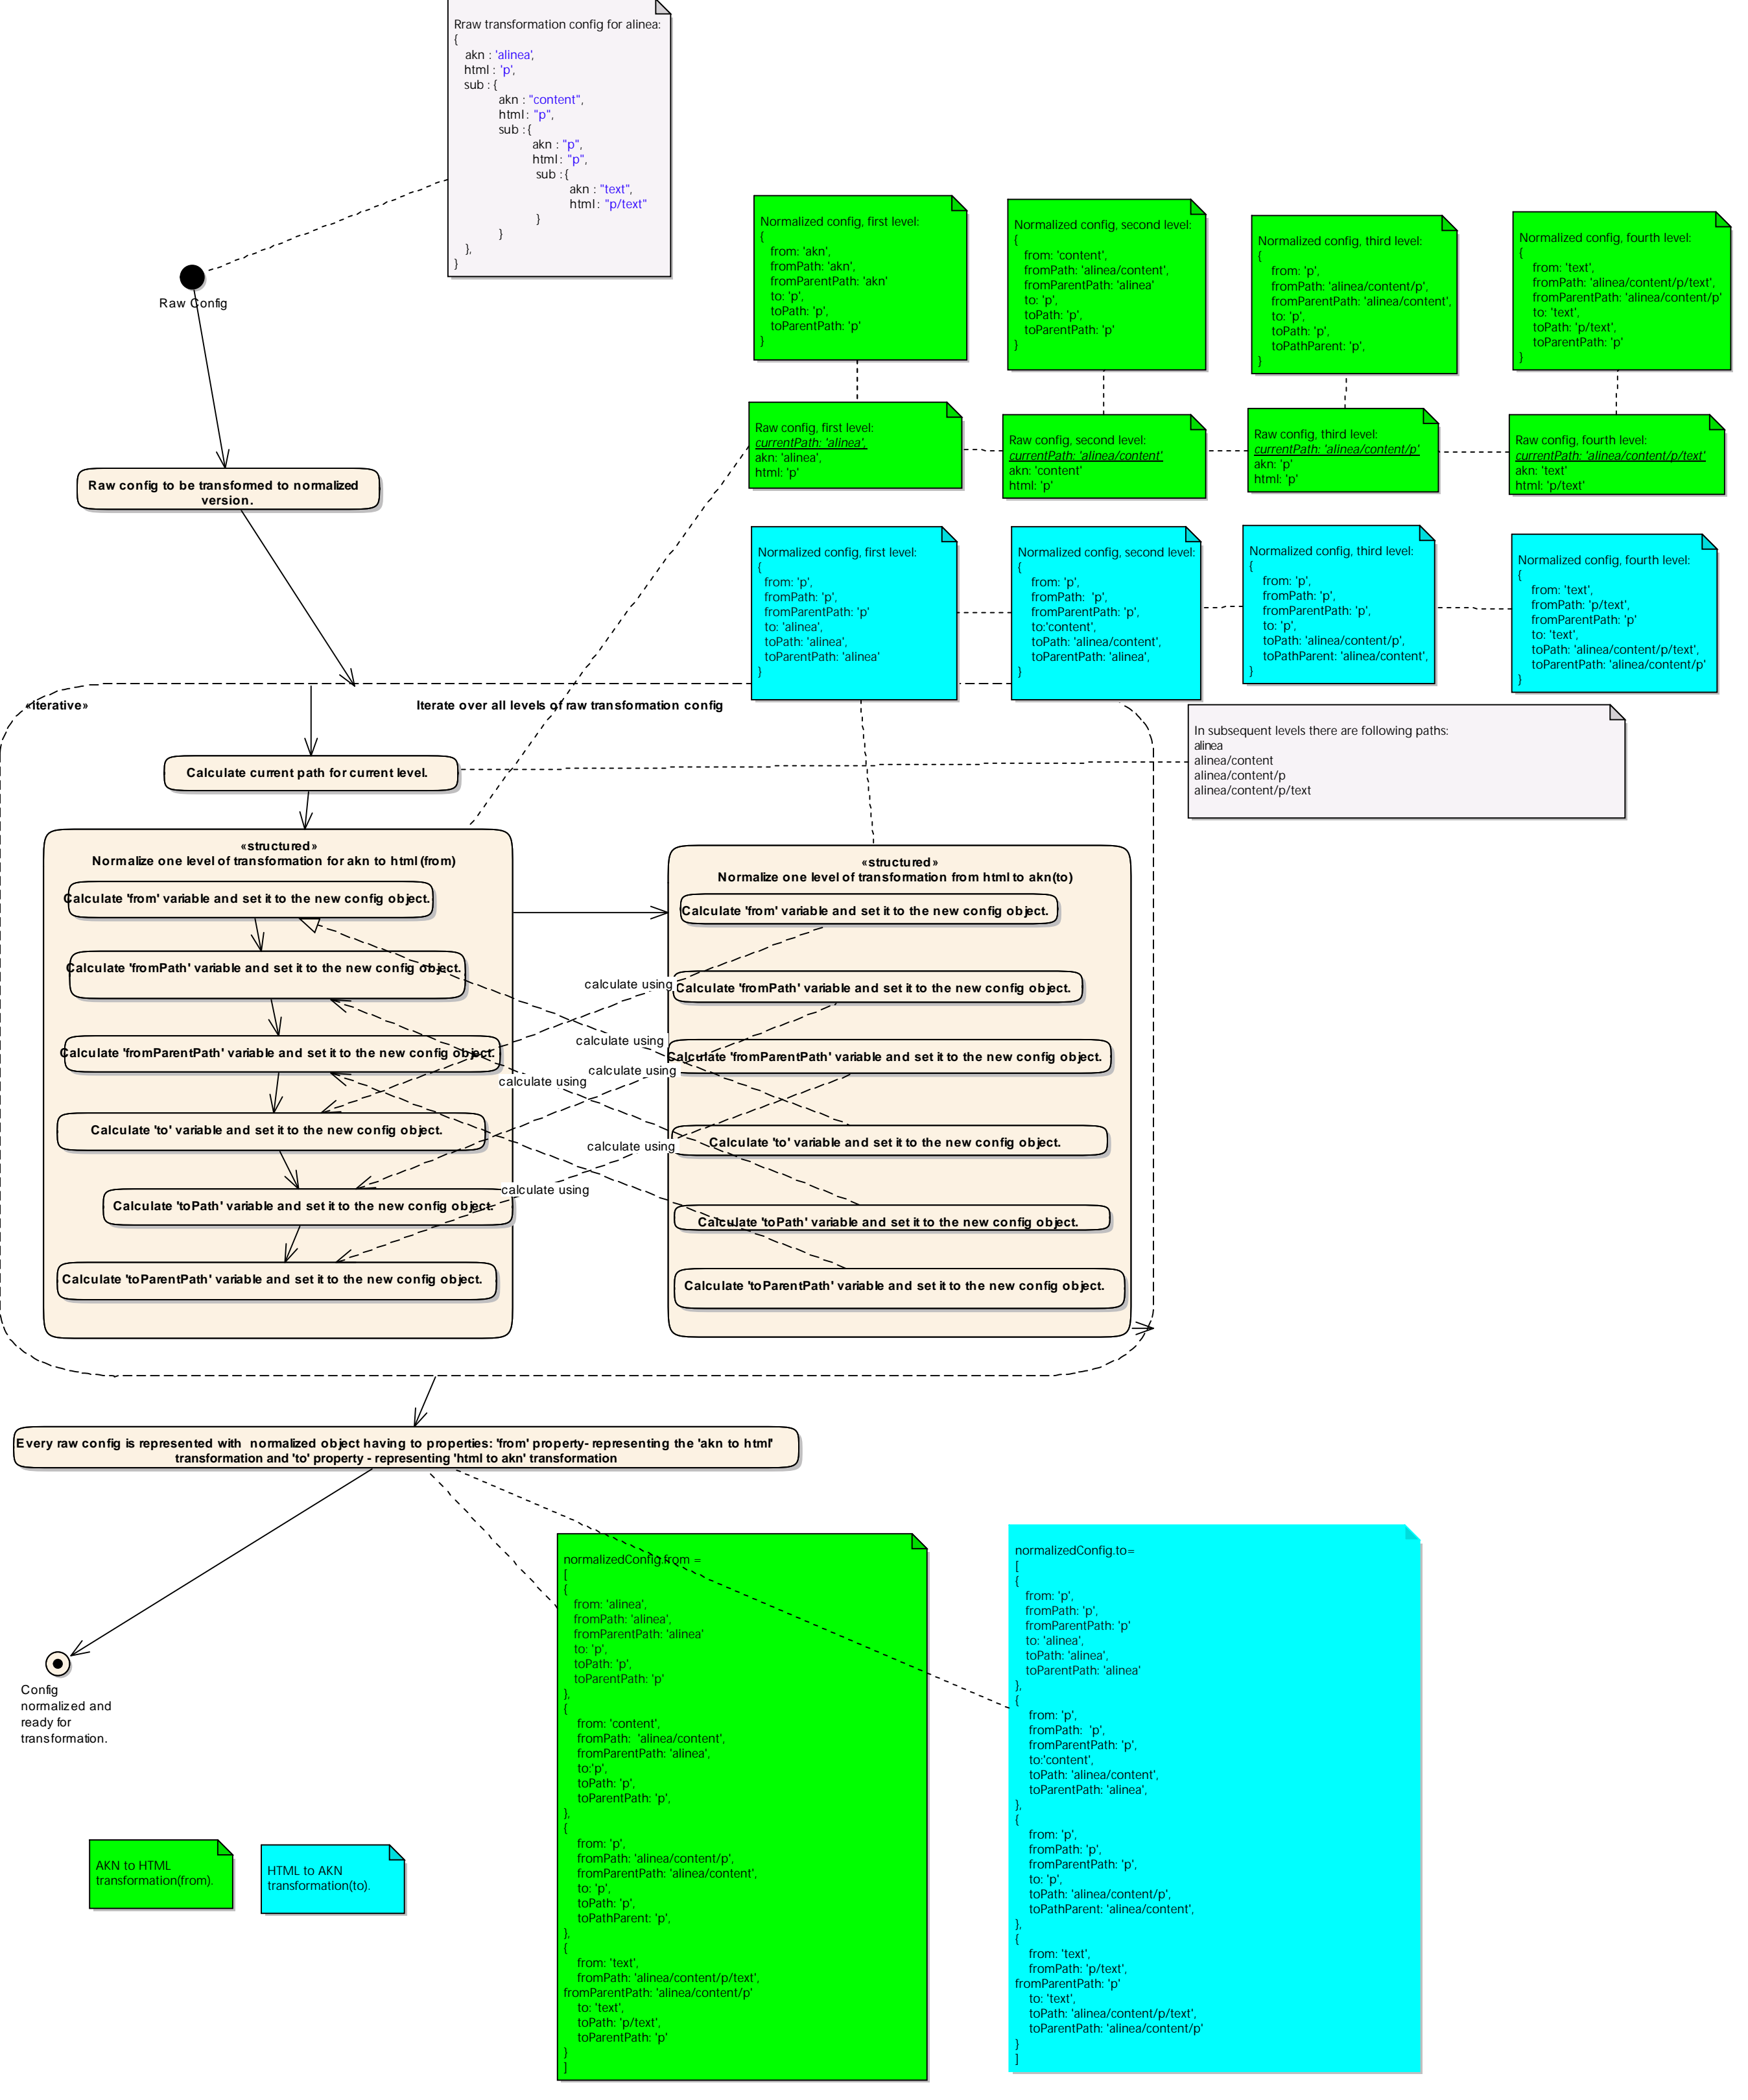 Rraw transformation config for alinea:
{
akn : 'alinea',
html : 'p',
sub : {
akn : "content",
html : "p",
sub : {
akn : "p",
html : "p",
sub : {
akn : "text",
html : "p/text"
}
}
},
}
Raw Config
Raw config to be transformed to normalized
version.
Normalized config, first level:
{
from: 'akn',
fromPath: 'akn',
fromParentPath: 'akn'
to: 'p',
toPath: 'p',
toParentPath: 'p'
}
Normalized config, second level:
{
from: 'content',
fromPath: 'alinea/content',
fromParentPath: 'alinea'
to: 'p',
toPath: 'p',
toParentPath: 'p'
}
Normalized config, third level:
{
from: 'p',
fromPath: 'alinea/content/p',
fromParentPath: 'alinea/content',
to: 'p',
toPath: 'p',
toPathParent: 'p',
}
Normalized config, fourth level:
{
from: 'text',
fromPath: 'alinea/content/p/text',
fromParentPath: 'alinea/content/p'
to: 'text',
toPath: 'p/text',
toParentPath: 'p'
}
Raw config, first level:
currentPath: 'alinea',
akn: 'alinea',
html: 'p'
Raw config, second level:
currentPath: 'alinea/content'
akn: 'content'
html: 'p'
Raw config, third level:
currentPath: 'alinea/content/p'
akn: 'p'
html: 'p'
Raw config, fourth level:
currentPath: 'alinea/content/p/text'
akn: 'text'
html: 'p/text'
Normalized config, first level:
{
from: 'p',
fromPath: 'p',
fromParentPath: 'p'
to: 'alinea',
toPath: 'alinea',
toParentPath: 'alinea'
}
Normalized config, second level:
{
from: 'p',
fromPath:  'p',
fromParentPath: 'p',
to:'content',
toPath: 'alinea/content',
toParentPath: 'alinea',
}
Normalized config, third level:
{
from: 'p',
fromPath: 'p',
fromParentPath: 'p',
to: 'p',
toPath: 'alinea/content/p',
toPathParent: 'alinea/content',
}
Normalized config, fourth level:
{
from: 'text',
fromPath: 'p/text',
fromParentPath: 'p'
to: 'text',
toPath: 'alinea/content/p/text',
toParentPath: 'alinea/content/p'
}
«iterative»
Iterate over all levels of raw transformation config
Calculate current path for current level.
In subsequent levels there are following paths:
alinea
alinea/content
alinea/content/p
alinea/content/p/text
«structured»
Normalize one level of transformation for akn to html (from)
Calculate 'from' variable and set it to the new config object.
Calculate 'fromPath' variable and set it to the new config object.
Calculate 'fromParentPath' variable and set it to the new config object.
Calculate 'to' variable and set it to the new config object.
Calculate 'toPath' variable and set it to the new config object.
Calculate 'toParentPath' variable and set it to the new config object.
calculate using
calculate using
calculate using
calculate using
calculate using
calculate using
«structured»
Normalize one level of transformation from html to akn(to)
Calculate 'from' variable and set it to the new config object.
Calculate 'fromPath' variable and set it to the new config object.
Calculate 'fromParentPath' variable and set it to the new config object.
Calculate 'to' variable and set it to the new config object.
Calculate 'toPath' variable and set it to the new config object.
Calculate 'toParentPath' variable and set it to the new config object.
Every raw config is represented with  normalized object having to properties: 'from' property- representing the 'akn to html'
transformation and 'to' property - representing 'html to akn' transformation
Config
normalized and
ready for
transformation.
normalizedConfig.from =
[
{
from: 'alinea',
fromPath: 'alinea',
fromParentPath: 'alinea'
to: 'p',
toPath: 'p',
toParentPath: 'p'
},
{
from: 'content',
fromPath:  'alinea/content',
fromParentPath: 'alinea',
to:'p',
toPath: 'p',
toParentPath: 'p',
},
{
from: 'p',
fromPath: 'alinea/content/p',
fromParentPath: 'alinea/content',
to: 'p',
toPath: 'p',
toPathParent: 'p',
},
{
from: 'text',
fromPath: 'alinea/content/p/text',
fromParentPath: 'alinea/content/p'
to: 'text',
toPath: 'p/text',
toParentPath: 'p'
}
]
normalizedConfig.to=
[
{
from: 'p',
fromPath: 'p',
fromParentPath: 'p'
to: 'alinea',
toPath: 'alinea',
toParentPath: 'alinea'
},
{
from: 'p',
fromPath:  'p',
fromParentPath: 'p',
to:'content',
toPath: 'alinea/content',
toParentPath: 'alinea',
},
{
from: 'p',
fromPath: 'p',
fromParentPath: 'p',
to: 'p',
toPath: 'alinea/content/p',
toPathParent: 'alinea/content',
},
{
from: 'text',
fromPath: 'p/text',
fromParentPath: 'p'
to: 'text',
toPath: 'alinea/content/p/text',
toParentPath: 'alinea/content/p'
}
]
AKN to HTML
transformation(from).
HTML to AKN
transformation(to).